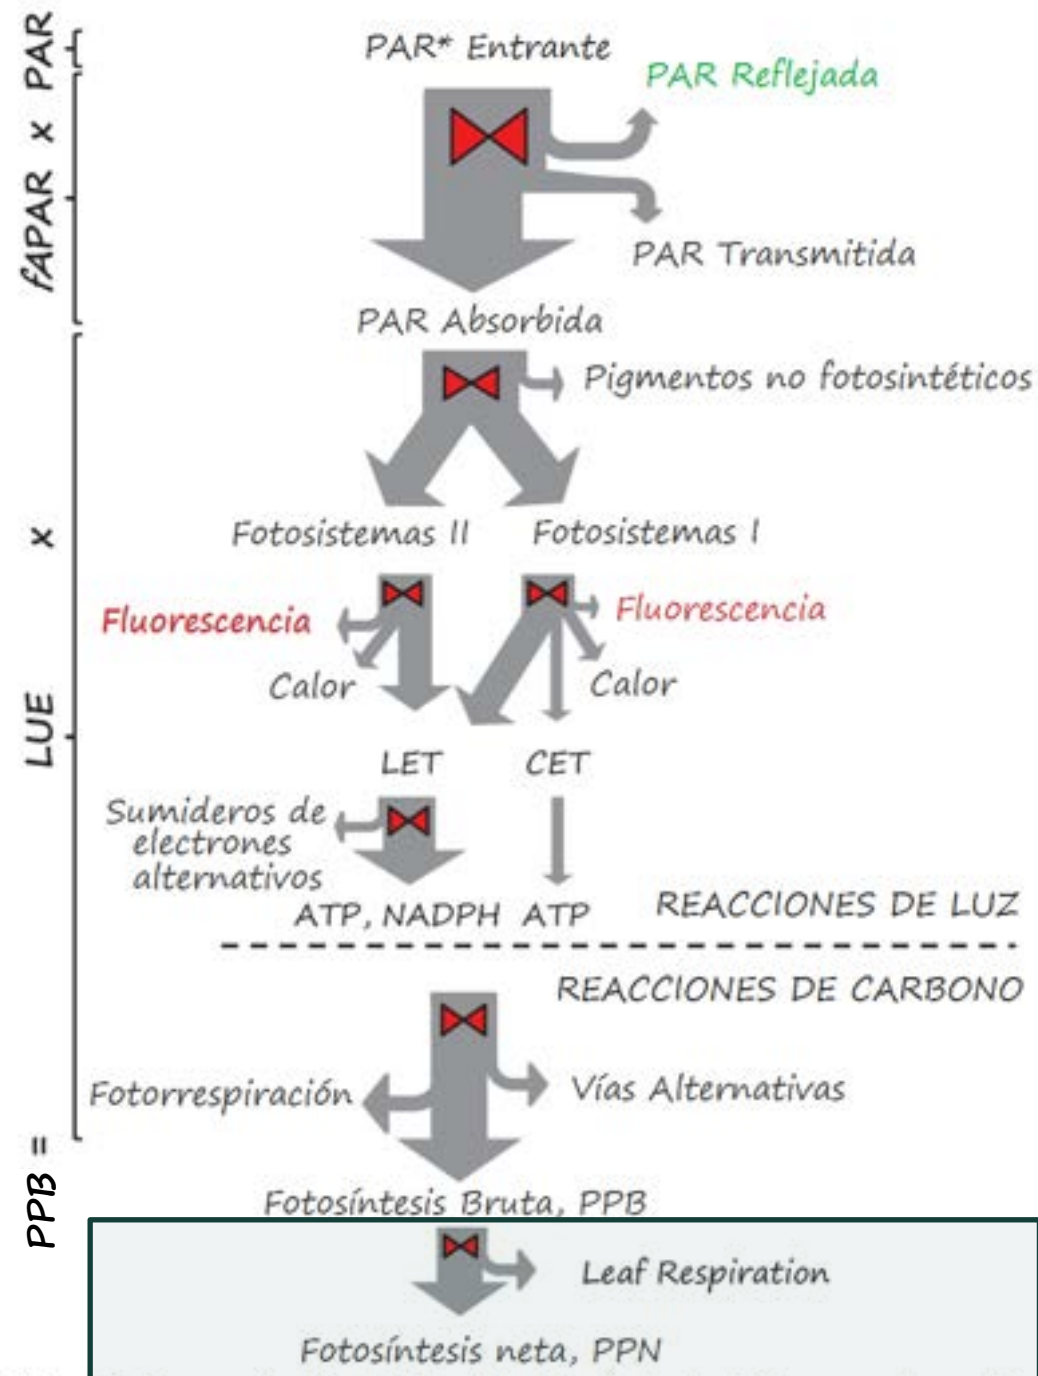 PAR* Entrante
PAR Reflejada
PAR Transmitida
PAR Absorbida
Pigmentos no fotosintéticos
Fotosistemas II
Fotosistemas I
Fluorescencia
Fluorescencia
Calor
Calor
LET
CET
Sumideros de
electrones
alternativos
ATP, NADPH
ATP
REACCIONES DE LUZ
REACCIONES DE CARBONO
Fotorrespiración
Vías Alternativas
Fotosíntesis Bruta, PPB
Leaf Respiration
Fotosíntesis neta, PPN
PPB = LUE x fAPAR x PAR